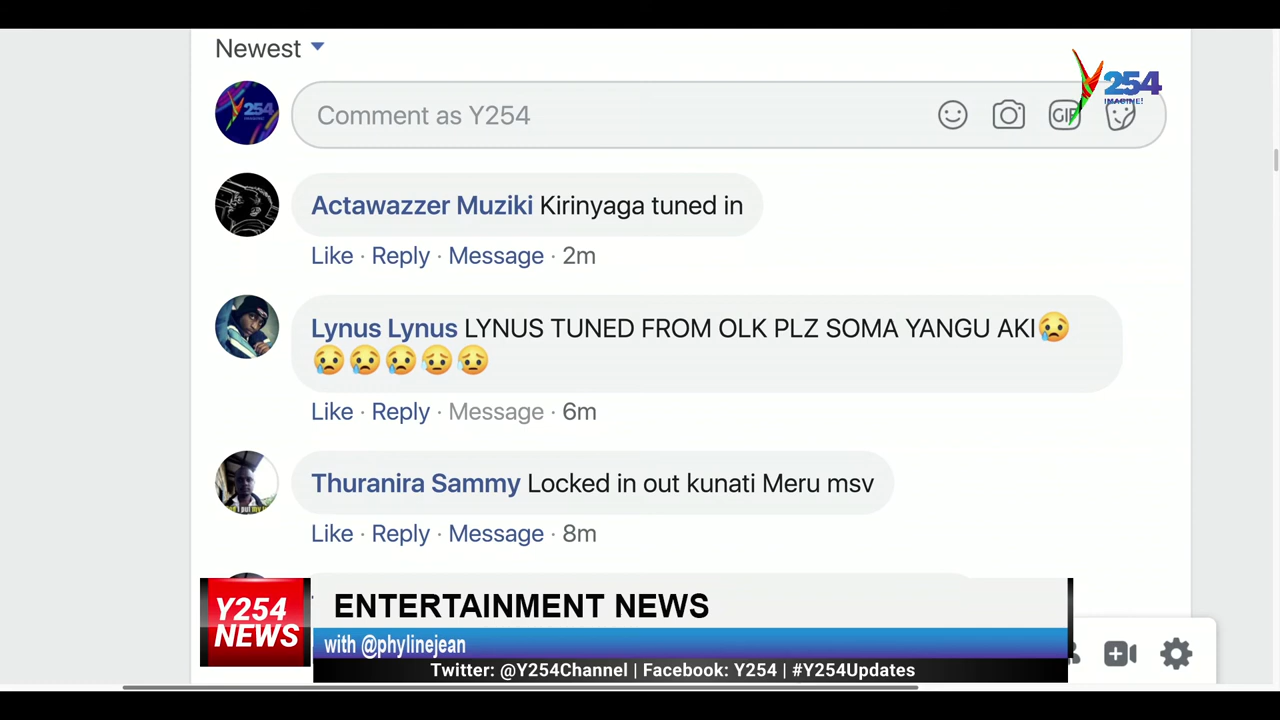 Newest
Y254
IMAGINE!
Comment as Y254
GIF
Actawazzer Muziki Kirinyaga tuned in
Like · Reply · Message · 2m
Lynus Lynus LYNUS TUNED FROM OLK PLZ SOMA YANGU AKI😢
😢😢😢😥😥
Like · Reply · Message · 6m
Thuranira Sammy Locked in out kunati Meru msv
Like · Reply · Message · 8m
Y254
NEWS
ENTERTAINMENT NEWS
with @phylinejean
Twitter: @Y254Channel | Facebook: Y254 | #Y254Updates